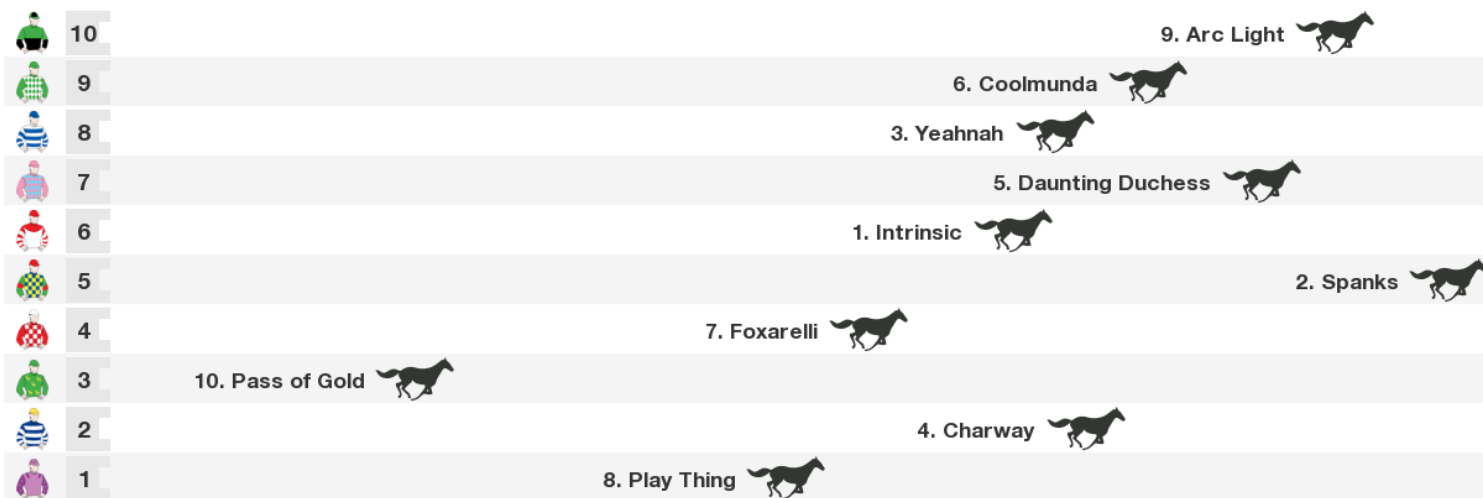 10 9. Arc Light
9 6. Coolmunda
8 3. Yeahnah
7 5. Daunting Duchess
6 1. Intrinsic
5 2. Spanks
4 7. Foxarelli
3 10. Pass of Gold
2 4. Charway
1 8. Play Thing